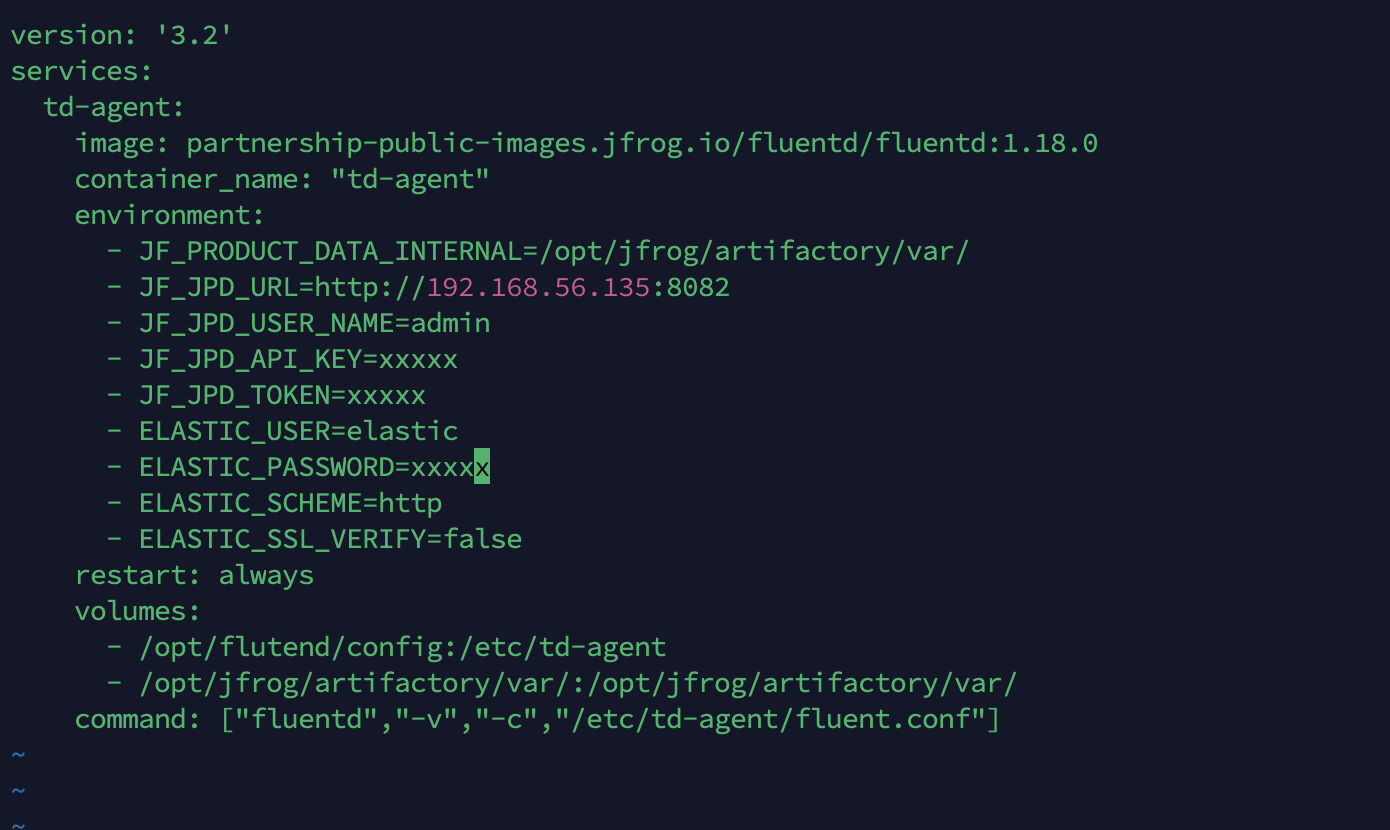 version: '3.2'
services:
  td-agent:
    image: partnership-public-images.jfrog.io/fluentd/fluentd:1.18.0
    container_name: "td-agent"
    environment:
      - JF_PRODUCT_DATA_INTERNAL=/opt/jfrog/artifactory/var/
      - JF_JPD_URL=http://192.168.56.135:8082
      - JF_JPD_USER_NAME=admin
      - JF_JPD_API_KEY=xxxxx
      - JF_JPD_TOKEN=xxxxx
      - ELASTIC_USER=elastic
      - ELASTIC_PASSWORD=xxxxx
      - ELASTIC_SCHEME=http
      - ELASTIC_SSL_VERIFY=false
    restart: always
    volumes:
      - /opt/flutend/config:/etc/td-agent
      - /opt/jfrog/artifactory/var/:/opt/jfrog/artifactory/var/
    command: ["fluentd","-v","-c","/etc/td-agent/fluent.conf"]
~
~
~